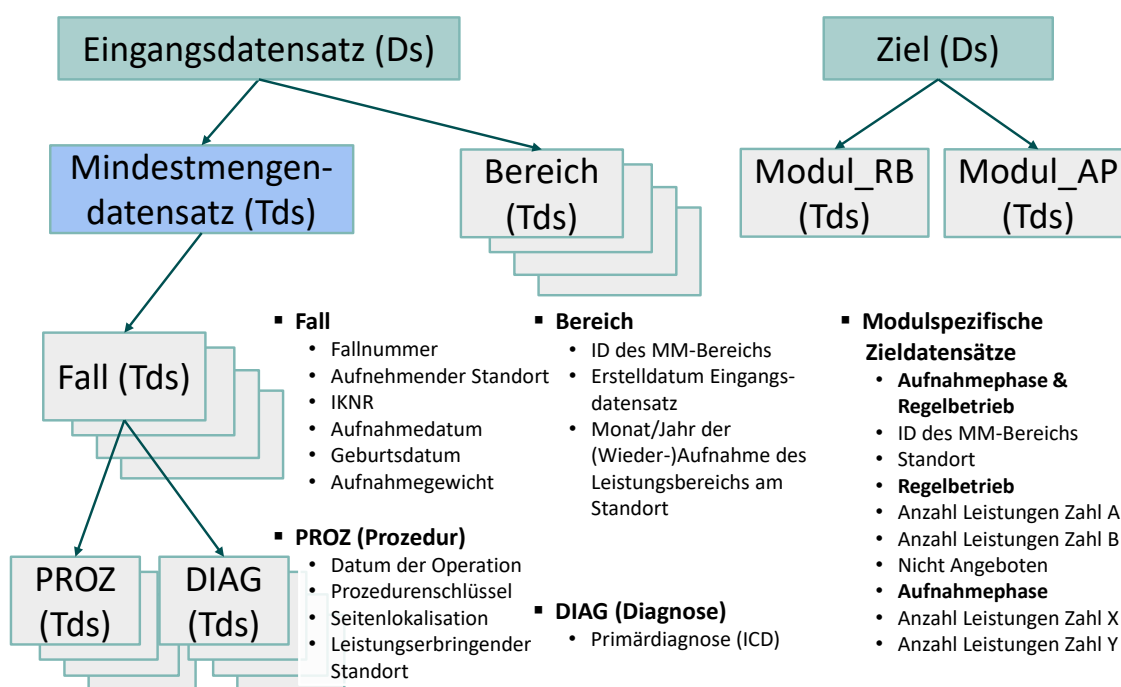 Eingangsdatensatz (Ds)
Ziel (Ds)
Mindestmengen-
datensatz (Tds)
Bereich
(Tds)
Modul_RB
(Tds)
Modul_AP
(Tds)
Fall (Tds)
PROZ
(Tds)
DIAG
(Tds)
▪ Fall
• Fallnummer
• Aufnehmender Standort
• IKNR
• Aufnahmedatum
• Geburtsdatum
• Aufnahmegewicht
▪ PROZ (Prozedur)
• Datum der Operation
• Prozedurenschlüssel
• Seitenlokalisation
• Leistungserbringender
Standort
▪ Bereich
• ID des MM-Bereichs
• Erstelldatum Eingangs-
datensatz
• Monat/Jahr der
(Wieder-)Aufnahme des
Leistungsbereichs am
Standort
▪ DIAG (Diagnose)
• Primärdiagnose (ICD)
▪ Modulspezifische
Zieldatensätze
• Aufnahmephase &
Regelbetrieb
• ID des MM-Bereichs
• Standort
• Regelbetrieb
• Anzahl Leistungen Zahl A
• Anzahl Leistungen Zahl B
• Nicht Angeboten
• Aufnahmephase
• Anzahl Leistungen Zahl X
• Anzahl Leistungen Zahl Y